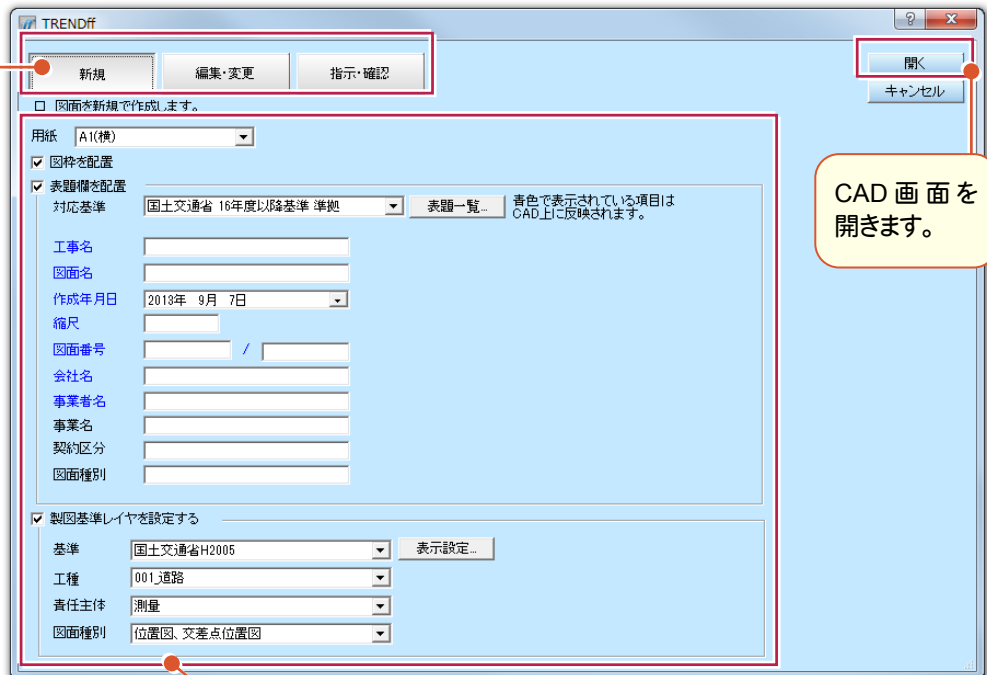 TRENDff
新規
編集・変更
指示・確認
開く
キャンセル
図面を新規で作成します。
用紙 A1(横)
図枠を配置
表題欄を配置
対応基準 国土交通省 16年度以降基準 準拠 表題一覧... 青色で表示されている項目は
CAD上に反映されます。
CAD画面を
開きます。
工事名
図面名
作成年月日 2013年 9月 7日
縮尺
図面番号 /
会社名
事業者名
事業名
契約区分
図面種別
製図基準レイヤを設定する
基準 国土交通省H2005 表示設定...
工種 001_道路
責任主体 測量
図面種別 位置図、交差点位置図